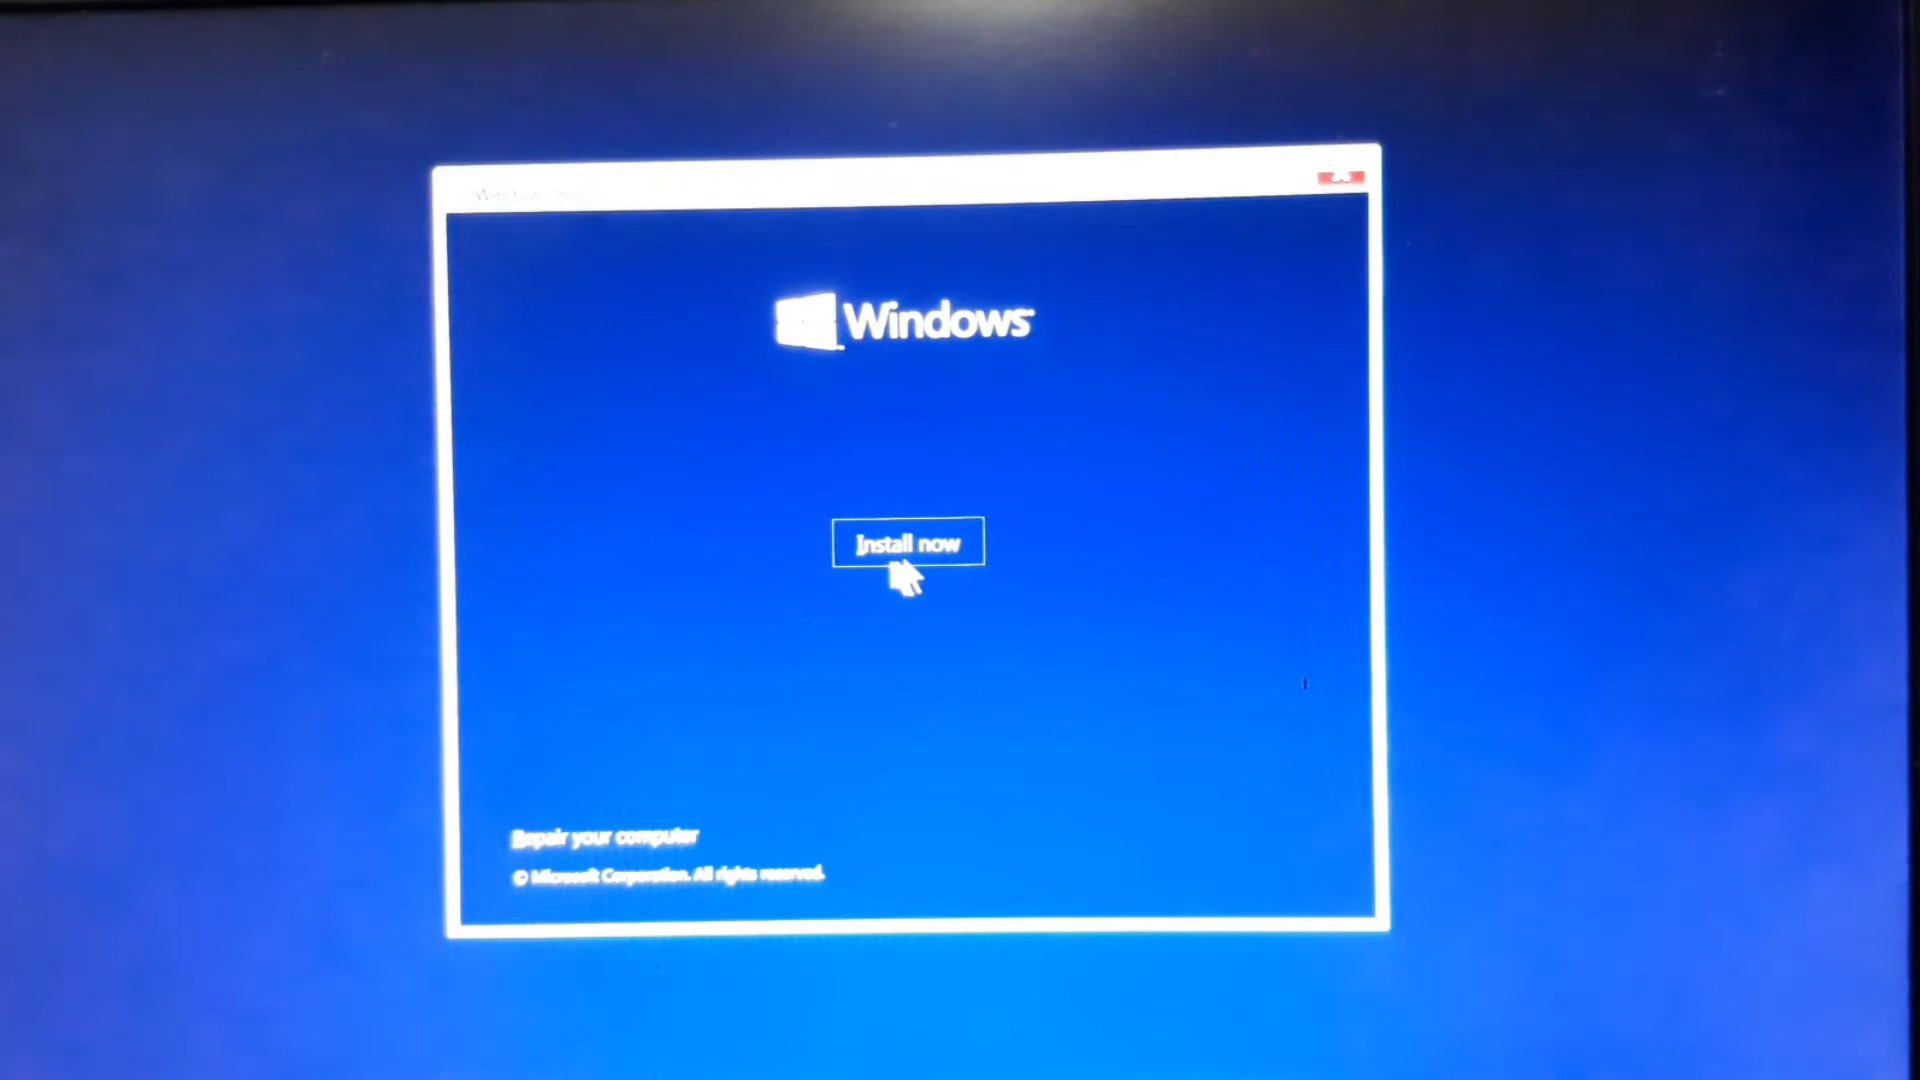 Windows
Install now
Repair your computer
© Microsoft Corporation. All rights reserved.